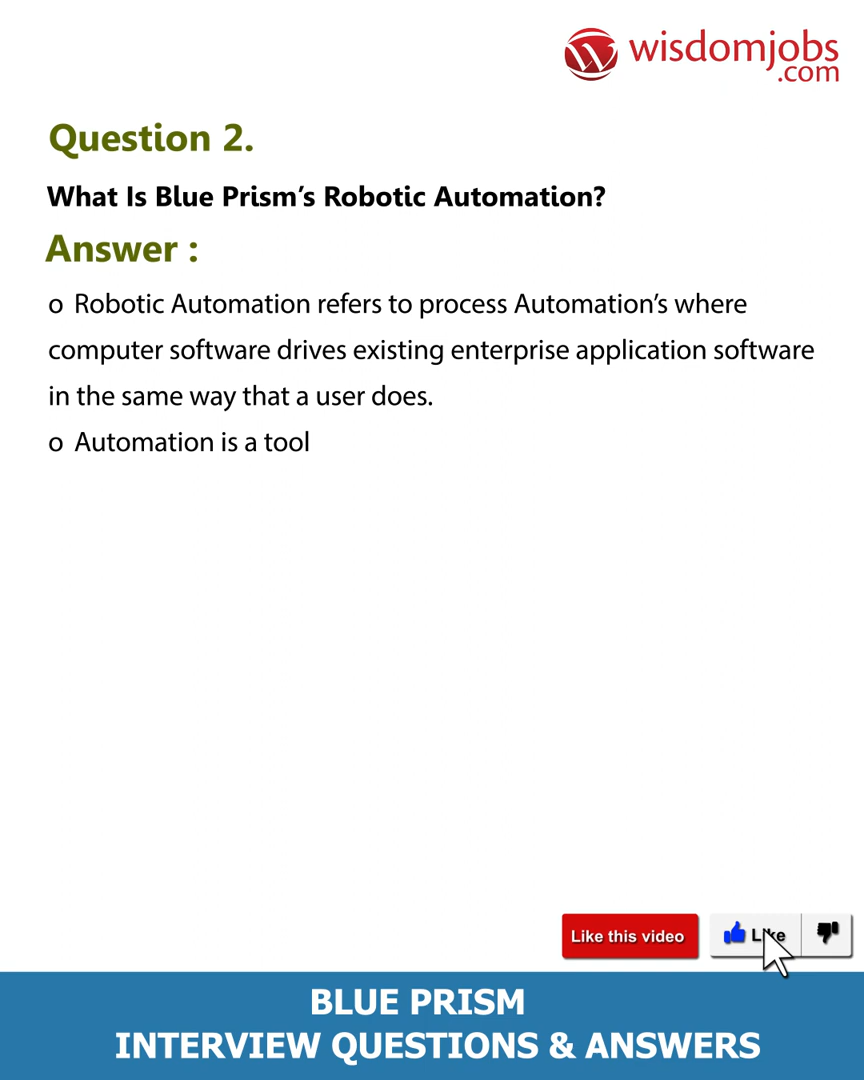 wisdomjobs
.com
Question 2.
What Is Blue Prism’s Robotic Automation?
Answer :
o Robotic Automation refers to process Automation’s where
computer software drives existing enterprise application software
in the same way that a user does.
o Automation is a tool
Like this video
Like
BLUE PRISM
INTERVIEW QUESTIONS & ANSWERS